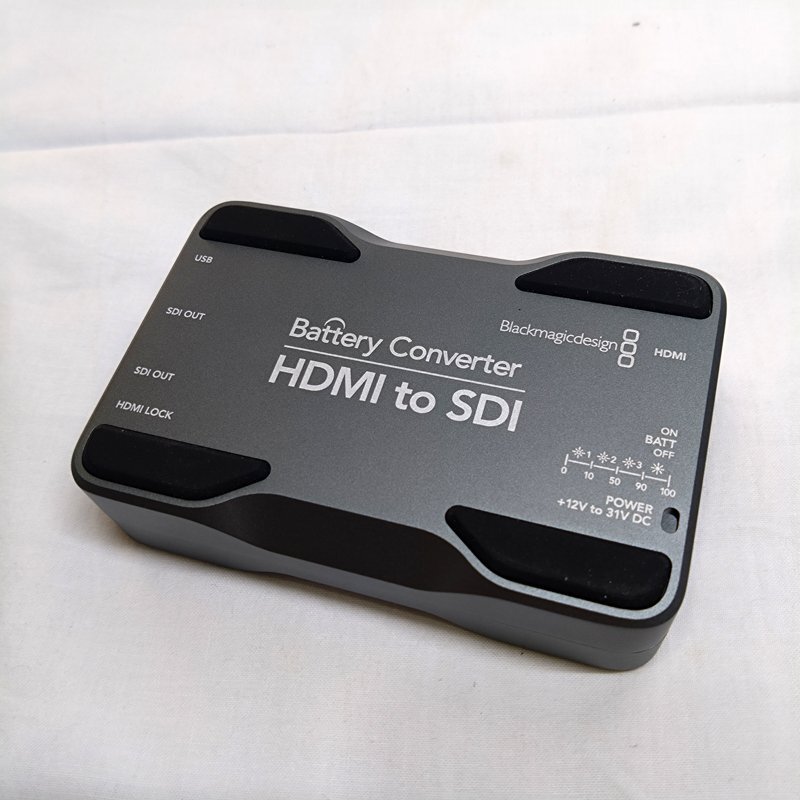 USB
SDI OUT
SDI OUT
HDMI LOCK
Battery Converter
HDMI to SDI
Blackmagicdesign
HDMI
ON
BATT
OFF
1 2 3
0 10 50 90 100
POWER
+12V to 31V DC